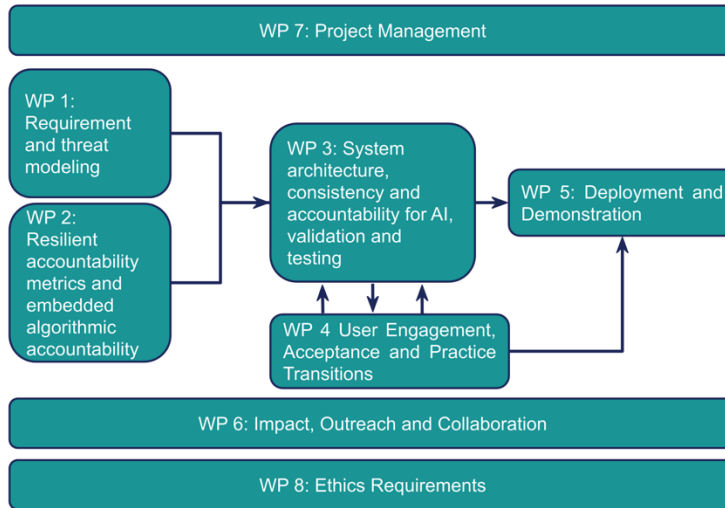 WP 7: Project Management
WP 1:
Requirement
and threat
modeling
WP 2:
Resilient
accountability
metrics and
embedded
algorithmic
accountability
WP 3: System
architecture,
consistency and
accountability for AI,
validation and
testing
WP 4 User Engagement,
Acceptance and Practice
Transitions
WP 5: Deployment and
Demonstration
WP 6: Impact, Outreach and Collaboration
WP 8: Ethics Requirements